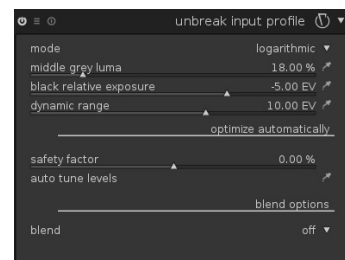 unbreak input profile
mode logarithmic
middle grey luma 18.00 %
black relative exposure -5.00 EV
dynamic range 10.00 EV
optimize automatically
safety factor 0.00 %
auto tune levels
blend options
blend off